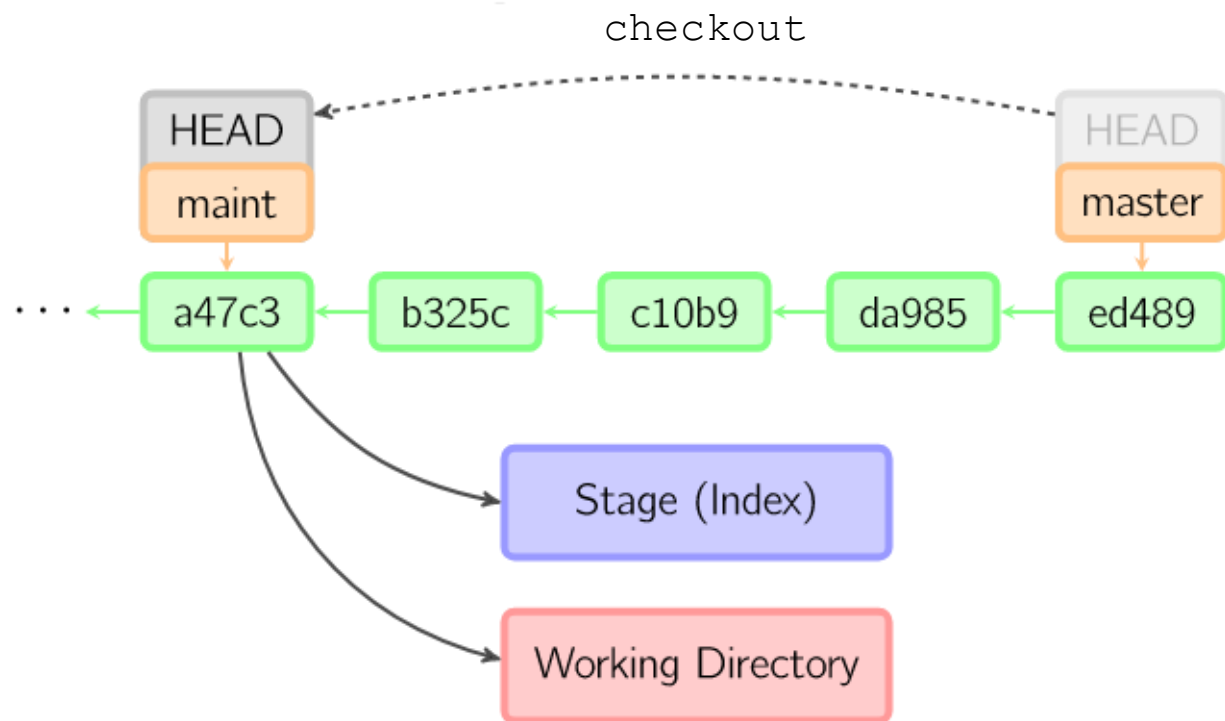 checkout
HEAD
HEAD
maint
master
...
a47c3
b325c
c10b9
da985
ed489
Stage (Index)
Working Directory